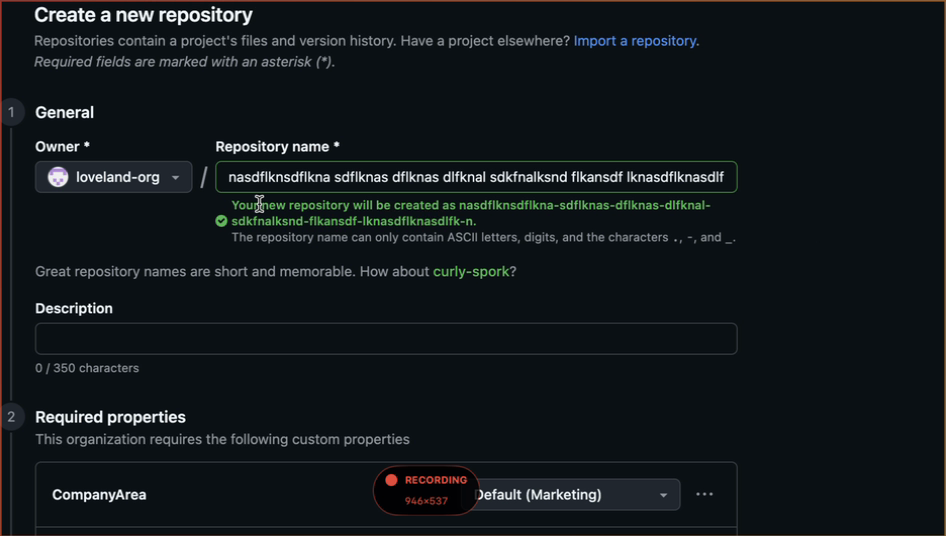 Create a new repository
Repositories contain a project's files and version history. Have a project elsewhere? Import a repository.
Required fields are marked with an asterisk (*).
1 General
Owner * Repository name *
loveland-org / nasdflknsdflkna sdflknas dflknas dlfknal sdkfnalksnd flkansdf lknasdflknasdlf
Your new repository will be created as nasdflknsdflkna-sdflknas-dflknas-dlfknal-
sdkfnalksnd-flkansdf-lknasdflknasdlfk-n.
The repository name can only contain ASCII letters, digits, and the characters ., -, and _.
Great repository names are short and memorable. How about curly-spork?
Description
0 / 350 characters
2 Required properties
This organization requires the following custom properties
CompanyArea Default (Marketing)
RECORDING
946×537